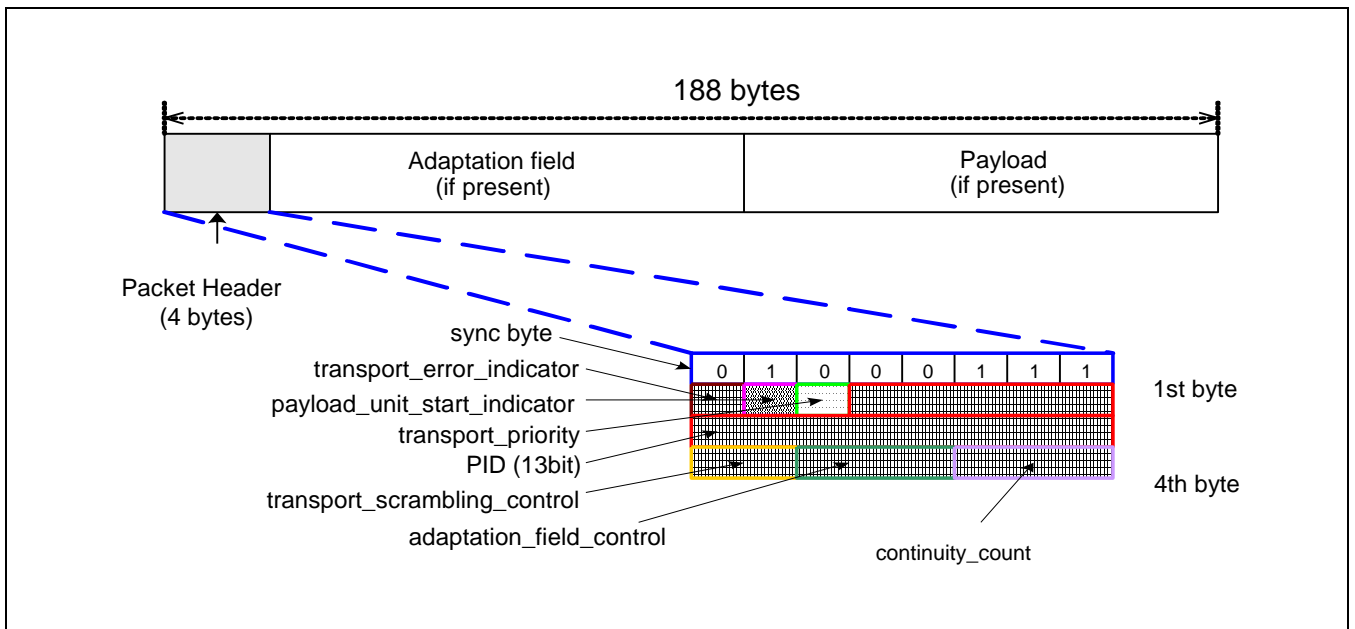 188 bytes
Adaptation field
(if present)
Payload
(if present)
Packet Header
(4 bytes)
sync byte
0 1 0 0 0 1 1 1
transport_error_indicator
1st byte
payload_unit_start_indicator
transport_priority
PID (13bit)
transport_scrambling_control
4th byte
adaptation_field_control
continuity_count